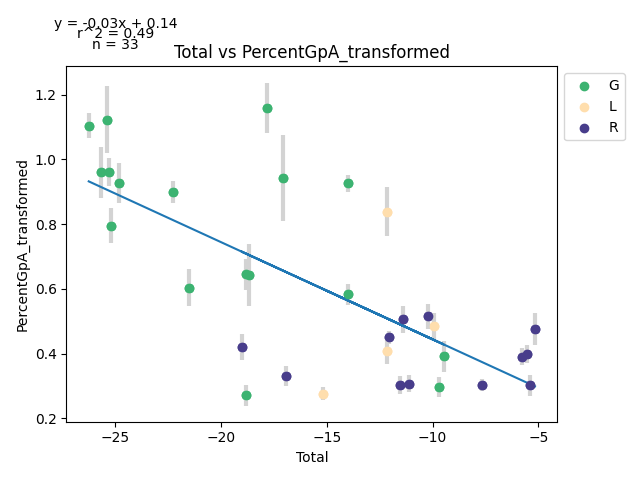 y = -0.03x + 0.14
r^2 = 0.49
n = 33
Total vs PercentGpA_transformed
G
L
R
1.2
1.0
0.8
0.6
0.4
0.2
PercentGpA_transformed
−25
−20
−15
−10
−5
Total